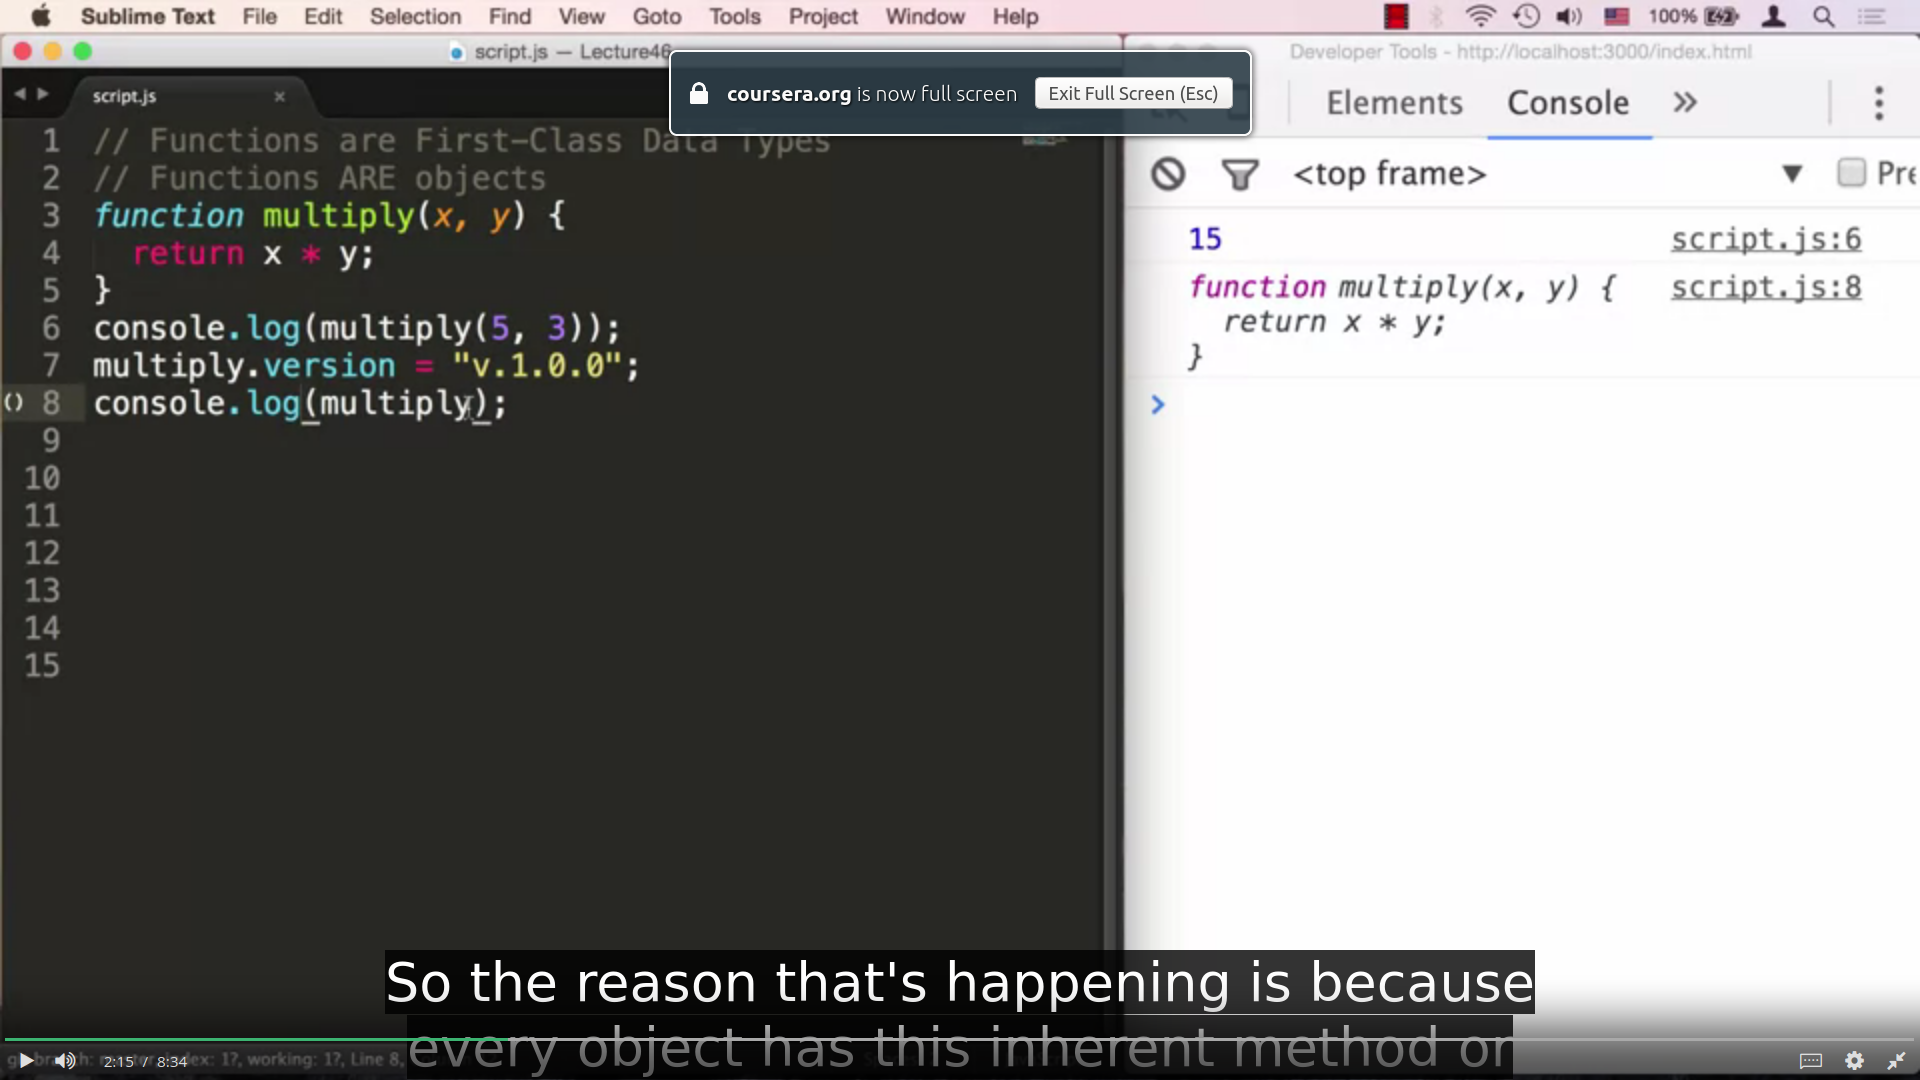 Sublime Text File Edit Selection Find View Goto Tools Project Window Help 100%
script.js — Lecture46
Developer Tools - http://localhost:3000/index.html
coursera.org is now full screen Exit Full Screen (Esc)
script.js ×
Elements Console »
<top frame> Pre
1 // Functions are First-Class Data Types
2 // Functions ARE objects
3 function multiply(x, y) {
4 return x * y;
5 }
6 console.log(multiply(5, 3));
7 multiply.version = "v.1.0.0";
() 8 console.log(multiply);
9
10
11
12
13
14
15
15 script.js:6
function multiply(x, y) { script.js:8
return x * y;
}
>
So the reason that's happening is because
every object has this inherent method or
2:15 / 8:34
index: 1?, working: 1?, Line 8,